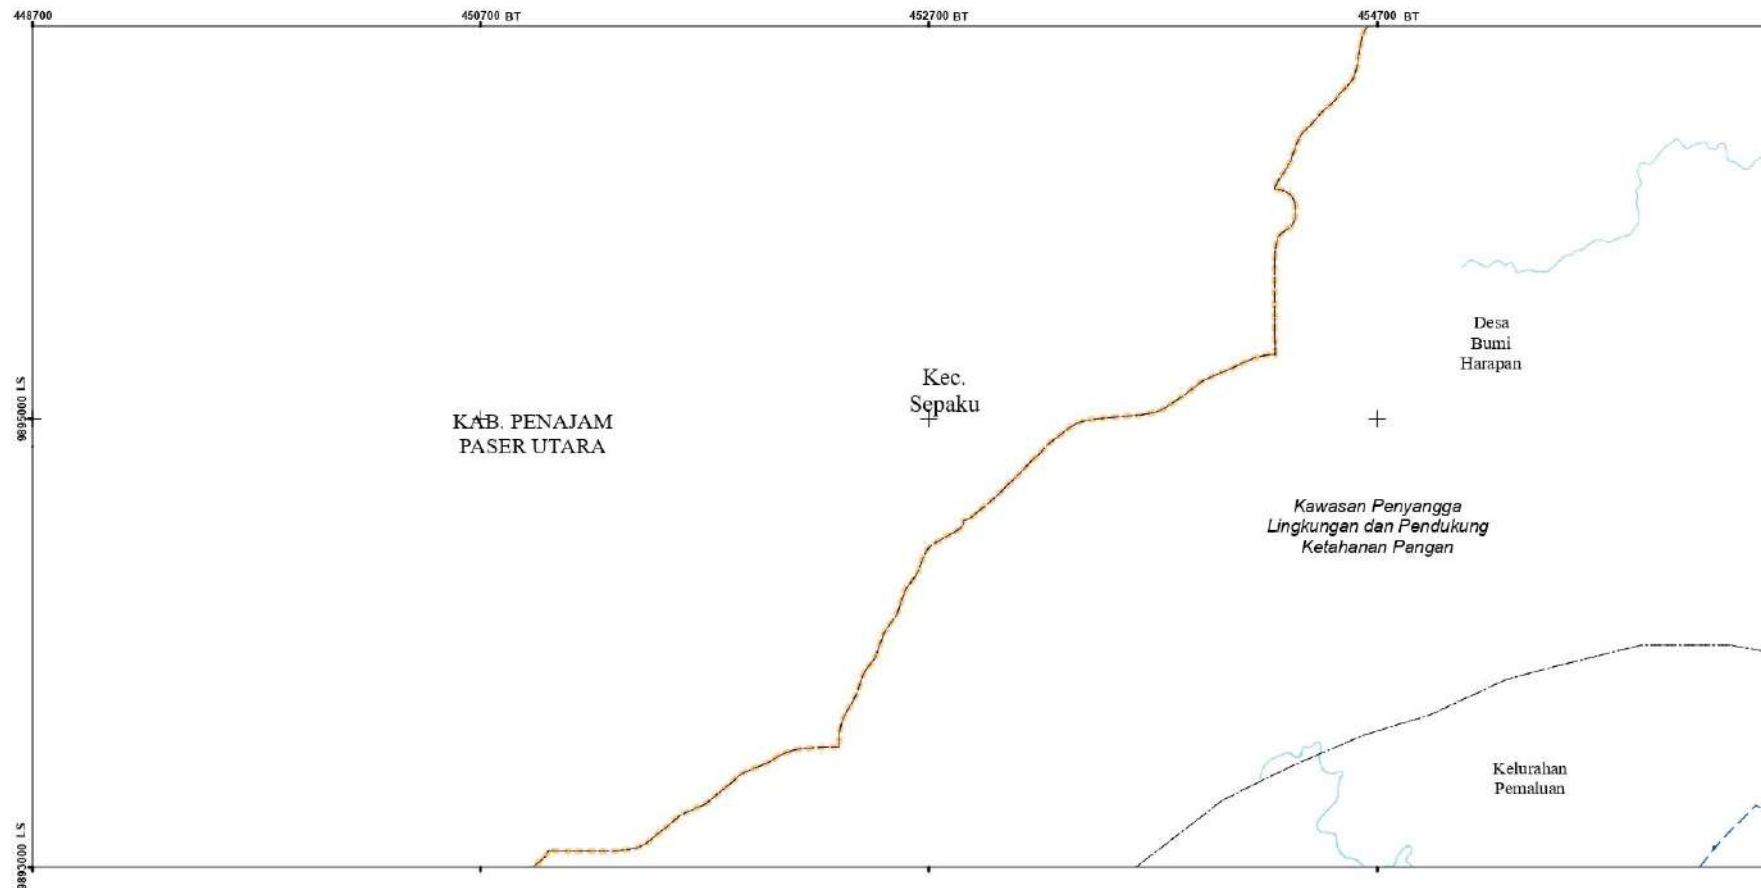 448700
450700 BT
452700 BT
454700 BT
Desa
Bumi
Harapan
Kec.
Sepaku
9895000 LS
KAB. PENAJAM
PASER UTARA
Kawasan Penyangga
Lingkungan dan Pendukung
Ketahanan Pangan
Kelurahan
Pemaluan
9893000 LS